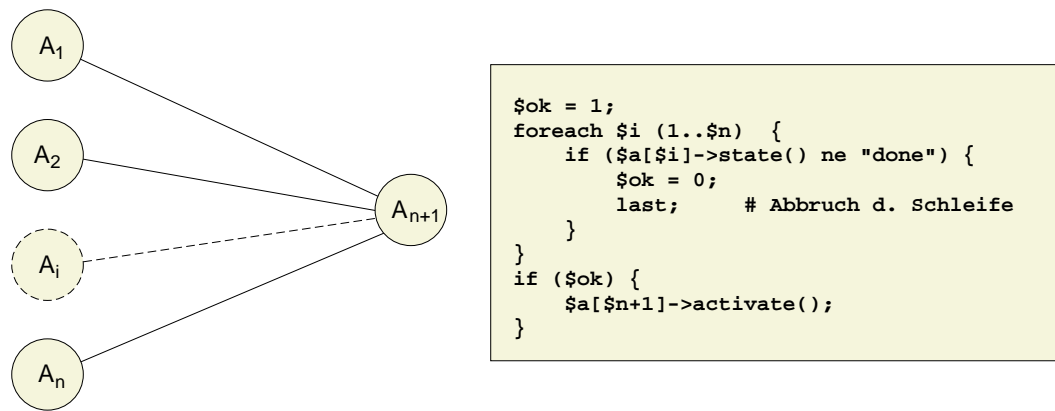 A1
A2
Ai
An
An+1
$ok = 1;
foreach $i (1..$n)  {
    if ($a[$i]->state() ne "done") {
        $ok = 0;
        last;      # Abbruch d. Schleife
    }
}
if ($ok) {
    $a[$n+1]->activate();
}